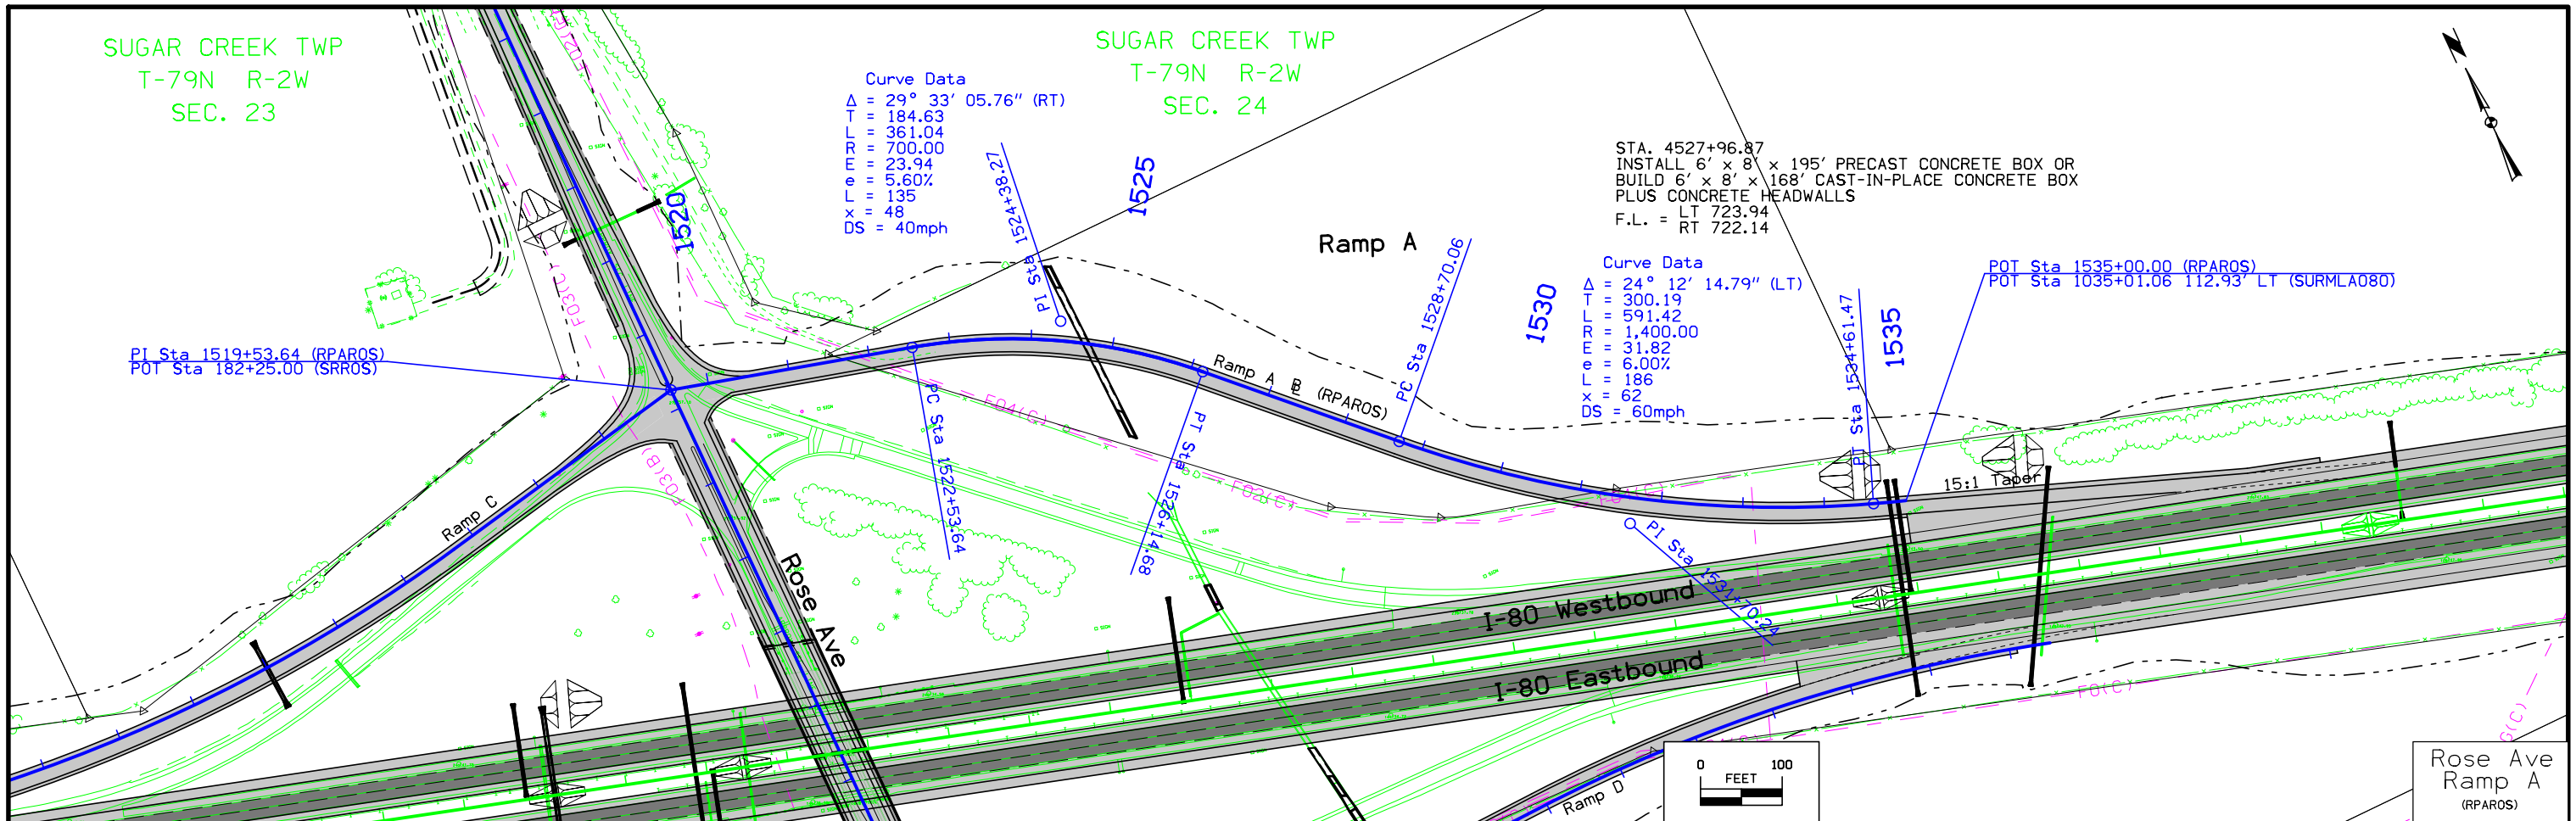 SUGAR CREEK TWP
T-79N R-2W
SEC. 23
SUGAR CREEK TWP
T-79N R-2W
SEC. 24
Curve Data
Δ = 29° 33' 05.76" (RT)
T = 184.63
L = 361.04
R = 700.00
E = 23.94
e = 5.60%
L = 135
x = 48
DS = 40mph
PI Sta 1524+38.27
1520
1525
1530
1535
Ramp A
STA. 4527+96.87
INSTALL 6' x 8' x 195' PRECAST CONCRETE BOX OR
BUILD 6' x 8' x 168' CAST-IN-PLACE CONCRETE BOX
PLUS CONCRETE HEADWALLS
F.L. = LT 723.94
RT 722.14
Curve Data
Δ = 24° 12' 14.79" (LT)
T = 300.19
L = 591.42
R = 1,400.00
E = 31.82
e = 6.00%
L = 186
x = 62
DS = 60mph
POT Sta 1535+00.00 (RPAROS)
POT Sta 1035+01.06 112.93' LT (SURMLA080)
PI Sta 1519+53.64 (RPAROS)
POT Sta 182+25.00 (SRROS)
PC Sta 1522+53.64
PT Sta 1526+14.68
PC Sta 1528+70.06
PT Sta 1534+61.47
PI Sta 1531+70.24
Ramp A ⅊ (RPAROS)
15:1 Taper
F03(C)
F03(B)
F04(C)
F02(C)
F0(C)
Ramp C
Rose Ave
I-80 Westbound
I-80 Eastbound
Ramp D
0 100
FEET
Rose Ave
Ramp A
(RPAROS)